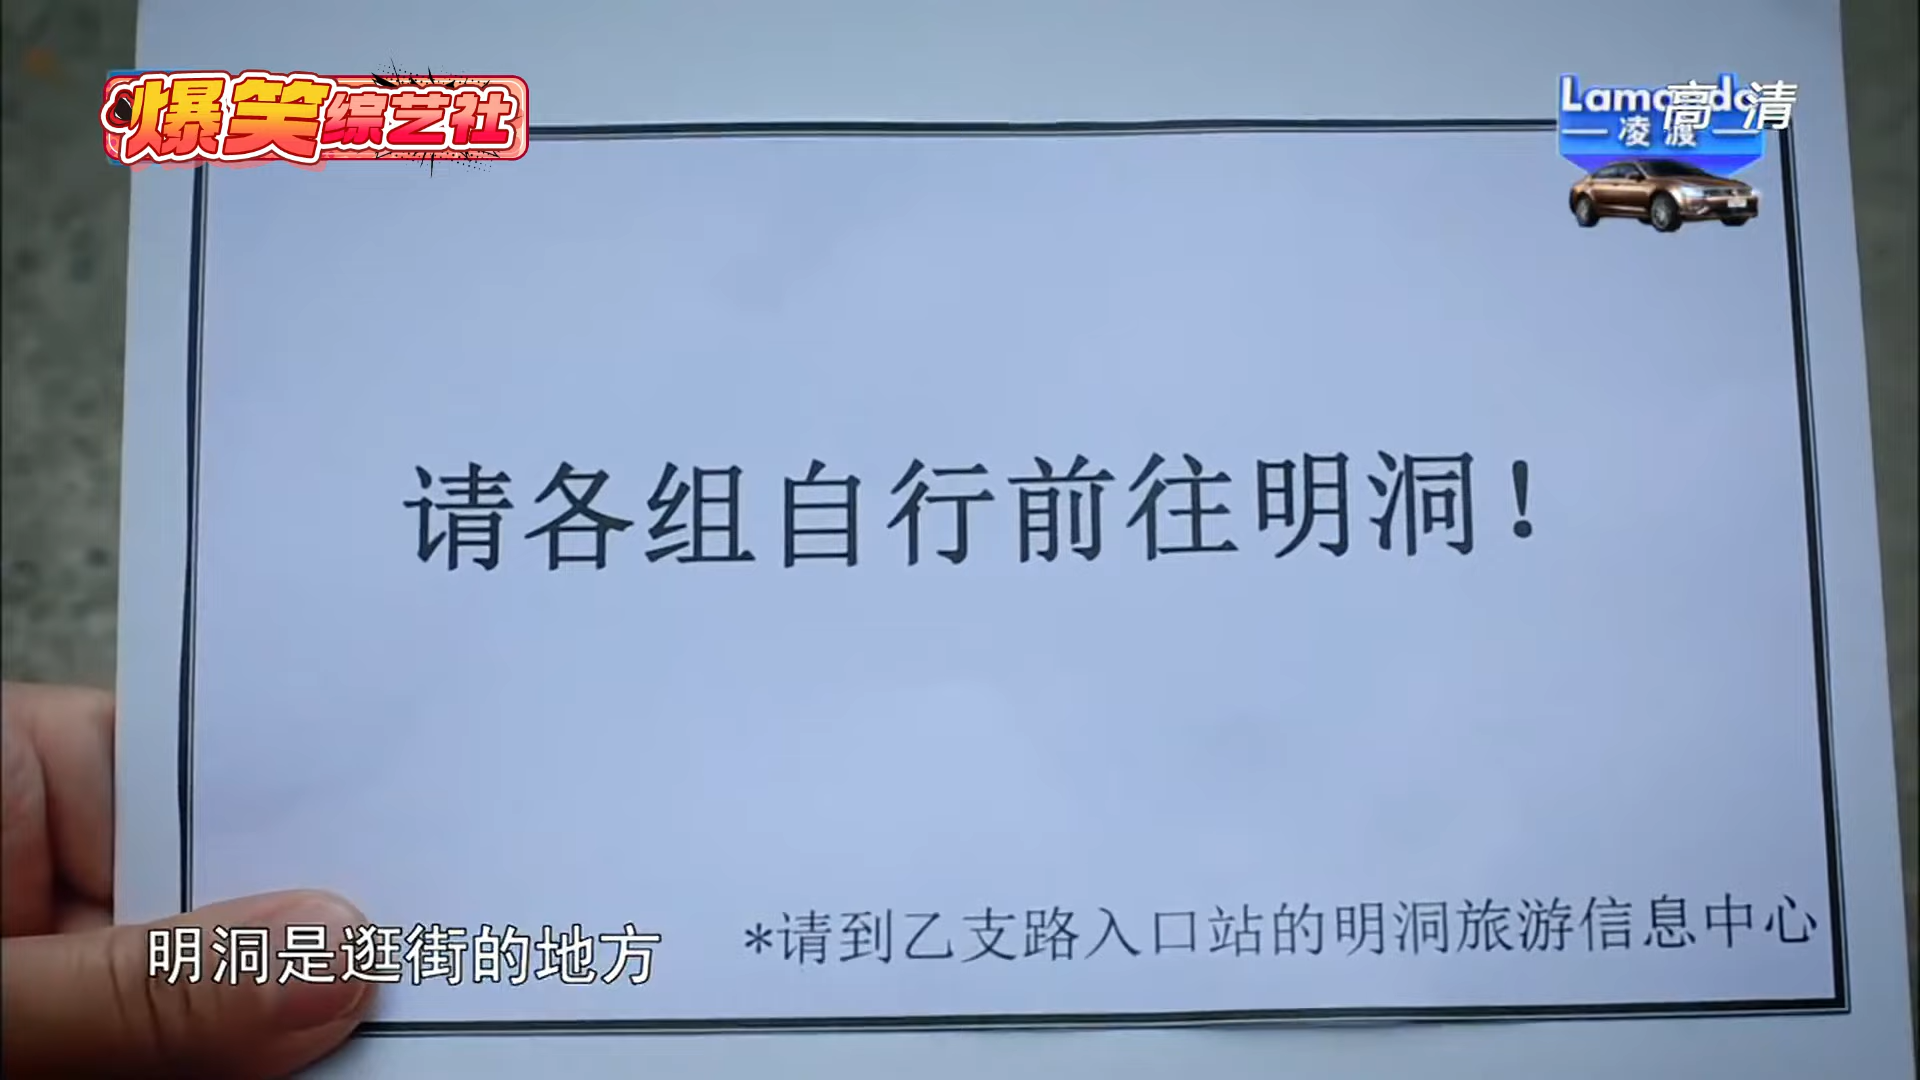 爆笑综艺社
Lamando
高清
凌渡
请各组自行前往明洞！
*请到乙支路入口站的明洞旅游信息中心
明洞是逛街的地方